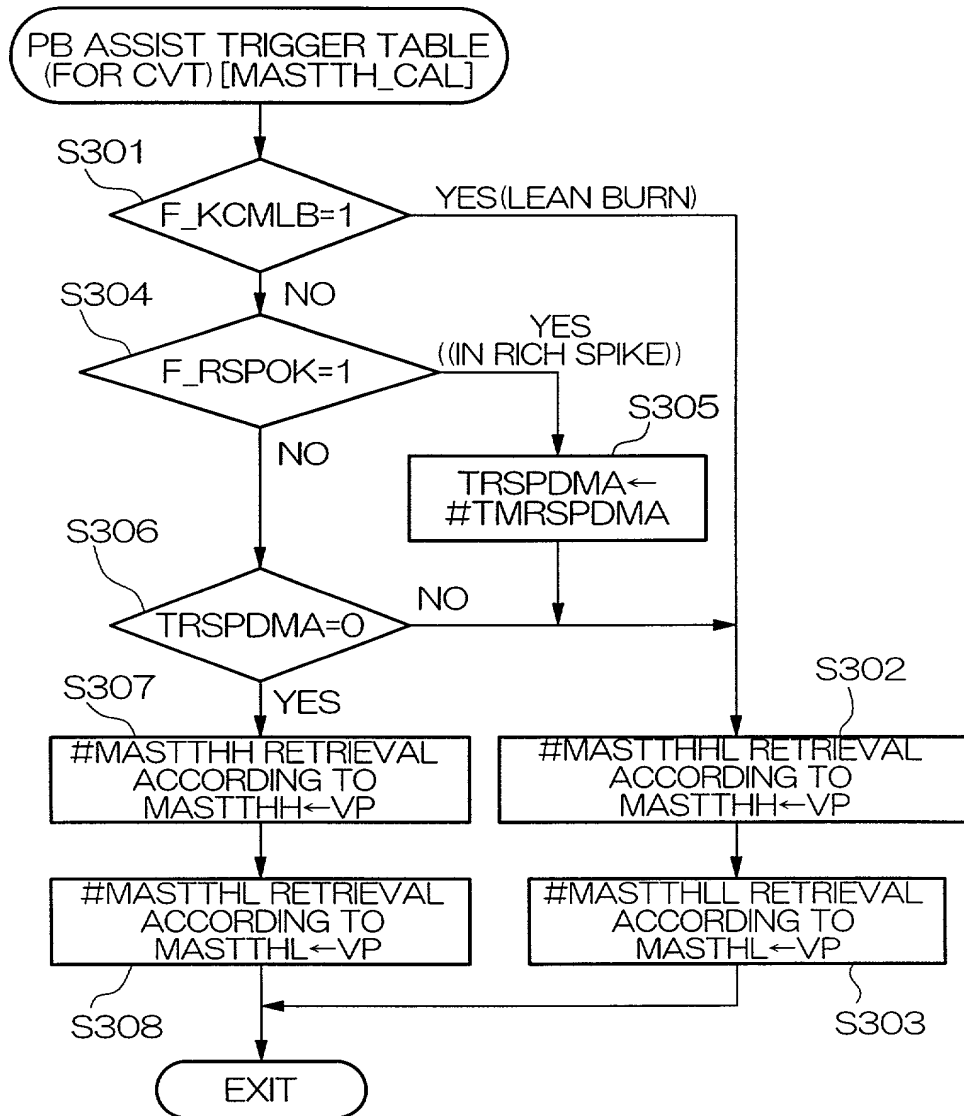 PB ASSIST TRIGGER TABLE
(FOR CVT) [MASTTH_CAL]
S301
F_KCMLB=1
YES(LEAN BURN)
NO
S304
F_RSPOK=1
YES
((IN RICH SPIKE))
NO
S305
TRSPDMA←
#TMRSPDMA
S306
TRSPDMA=0
NO
YES
S307
#MASTTHH RETRIEVAL
ACCORDING TO
MASTTHH←VP
S302
#MASTTHHL RETRIEVAL
ACCORDING TO
MASTTHH←VP
#MASTTHL RETRIEVAL
ACCORDING TO
MASTTHL←VP
S308
#MASTTHLL RETRIEVAL
ACCORDING TO
MASTHL←VP
S303
EXIT